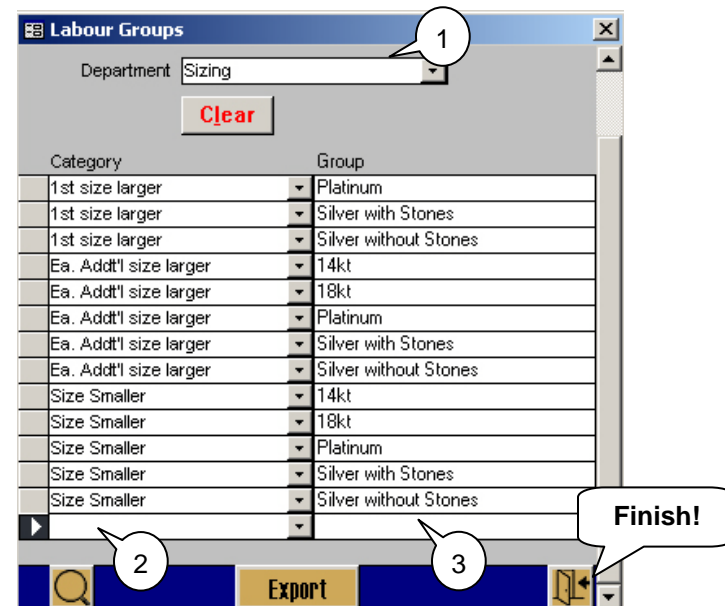 Labour Groups
1
Department Sizing
Clear
Category Group
1st size larger Platinum
1st size larger Silver with Stones
1st size larger Silver without Stones
Ea. Addt'l size larger 14kt
Ea. Addt'l size larger 18kt
Ea. Addt'l size larger Platinum
Ea. Addt'l size larger Silver with Stones
Ea. Addt'l size larger Silver without Stones
Size Smaller 14kt
Size Smaller 18kt
Size Smaller Platinum
Size Smaller Silver with Stones
Size Smaller Silver without Stones
Finish!
2 3
Export